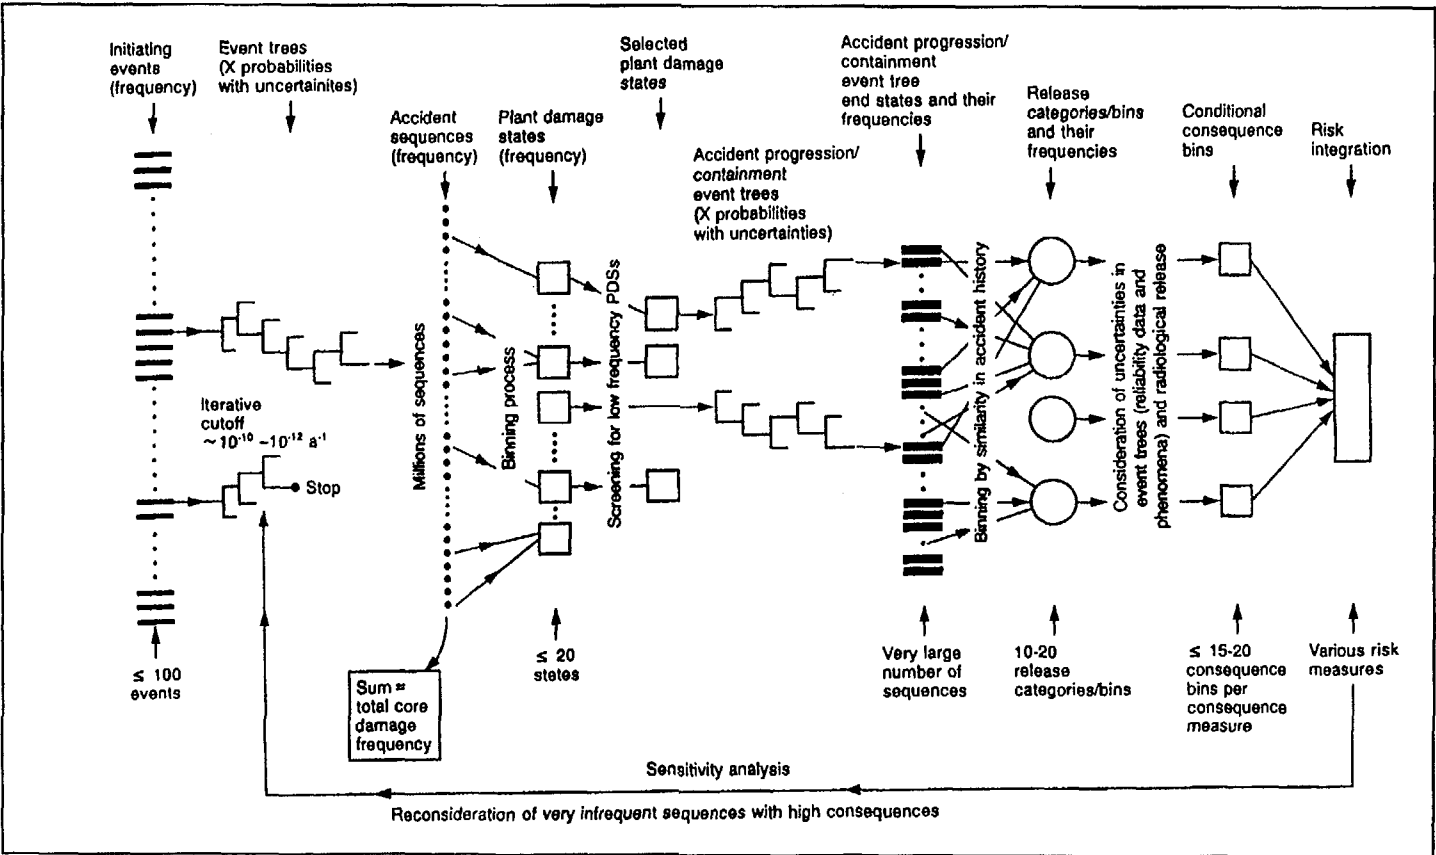 Initiating
events
(frequency)
Event trees
(X probabilities
with uncertainites)
Accident
sequences
(frequency)
Plant damage
states
(frequency)
Selected
plant damage
states
Accident progression/
containment
event trees
(X probabilities
with uncertainties)
Accident progression/
containment
event tree
end states and their
frequencies
Release
categories/bins
and their
frequencies
Conditional
consequence
bins
Risk
integration
Iterative
cutoff
~ 10⁻¹⁰ –10⁻¹² a⁻¹
Stop
Millions of sequences
Binning process
Screening for low frequency PDSs
Binning by similarity in accident history
Consideration of uncertainties in
event trees (reliability data and
phenomena) and radiological release
≤ 100
events
Sum =
total core
damage
frequency
≤ 20
states
Very large
number of
sequences
10-20
release
categories/bins
≤ 15-20
consequence
bins per
consequence
measure
Various risk
measures
Sensitivity analysis
Reconsideration of very infrequent sequences with high consequences